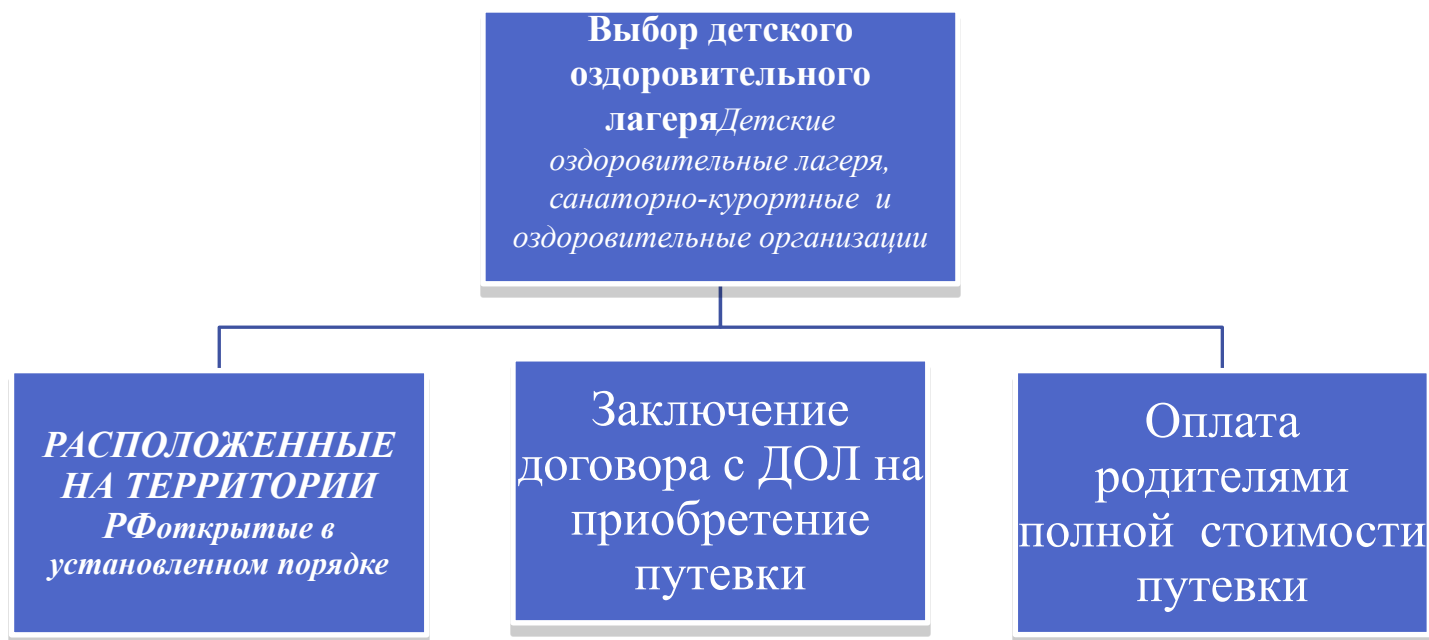 Выбор детского
оздоровительного
лагеряДетские
оздоровительные лагеря,
санаторно-курортные  и
оздоровительные организации
РАСПОЛОЖЕННЫЕ
НА ТЕРРИТОРИИ
РФоткрытые в
установленном порядке
Заключение
договора с ДОЛ на
приобретение
путевки
Оплата
родителями
полной  стоимости
путевки